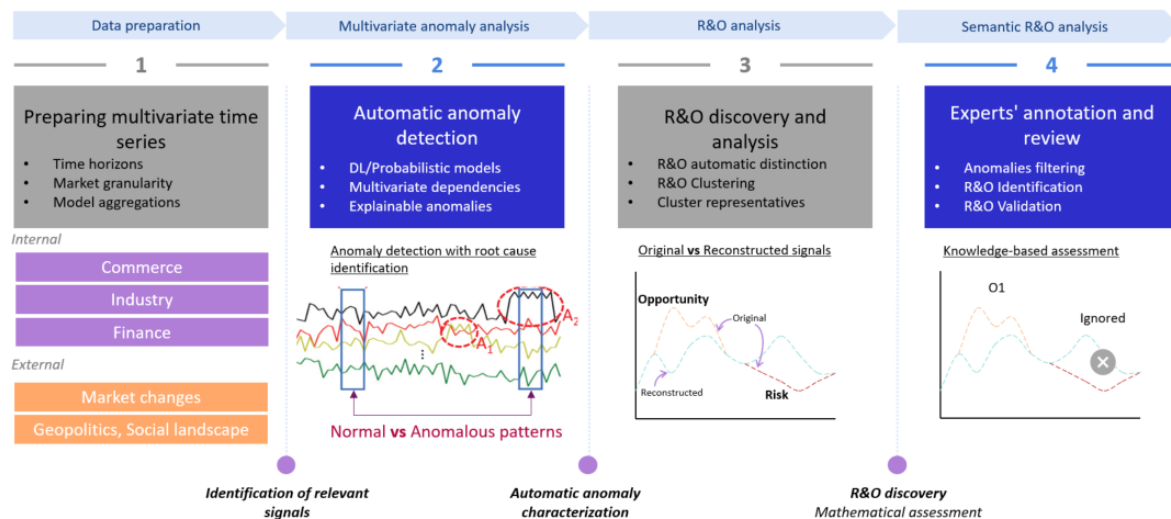 Data preparation
Multivariate anomaly analysis
R&O analysis
Semantic R&O analysis
1
2
3
4
Preparing multivariate time
series
• Time horizons
• Market granularity
• Model aggregations
Automatic anomaly
detection
• DL/Probabilistic models
• Multivariate dependencies
• Explainable anomalies
R&O discovery and
analysis
• R&O automatic distinction
• R&O Clustering
• Cluster representatives
Experts' annotation and
review
• Anomalies filtering
• R&O Identification
• R&O Validation
Internal
Commerce
Industry
Finance
External
Market changes
Geopolitics, Social landscape
Anomaly detection with root cause
identification
A1
A2
Normal vs Anomalous patterns
Original vs Reconstructed signals
Opportunity
Original
Reconstructed
Risk
Knowledge-based assessment
O1
Ignored
Identification of relevant
signals
Automatic anomaly
characterization
R&O discovery
Mathematical assessment